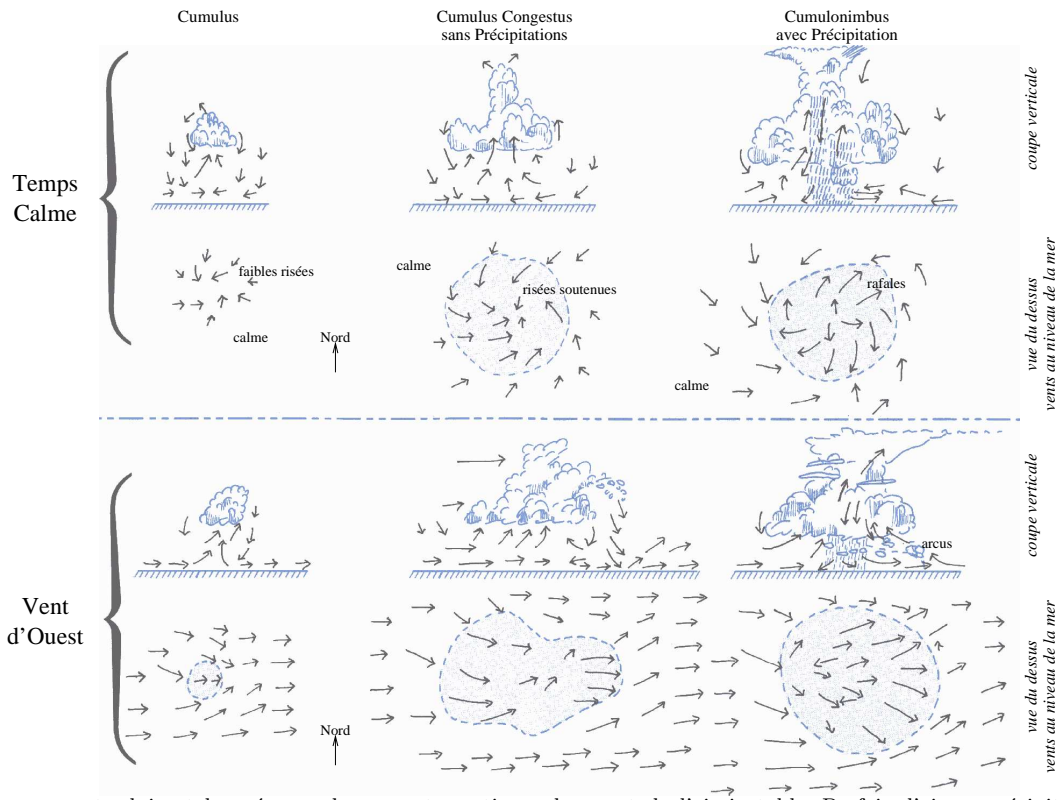 Cumulus
Cumulus Congestus
sans Précipitations
Cumulonimbus
avec Précipitation
Temps
Calme
coupe verticale
faibles risées
calme
Nord
calme
risées soutenues
rafales
calme
vue du dessus
vents au niveau de la mer
Vent
d’Ouest
coupe verticale
arcus
Nord
vue du dessus
vents au niveau de la mer